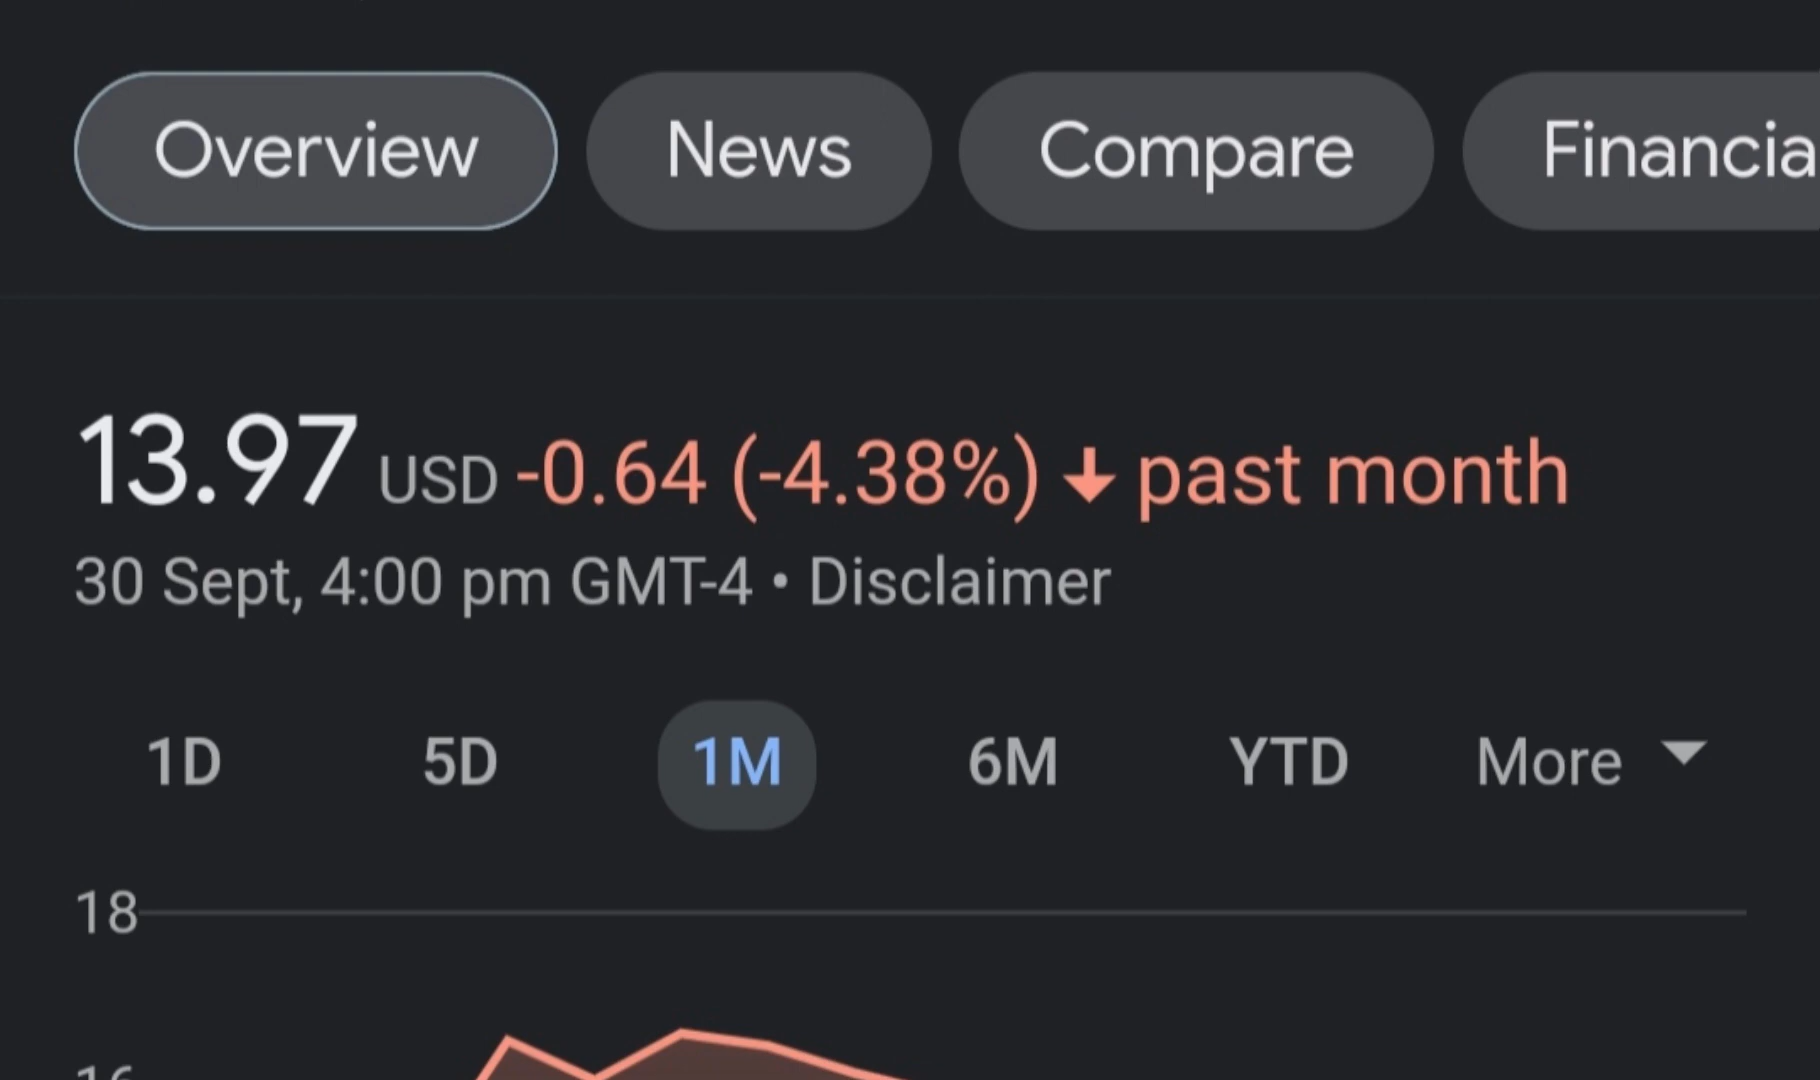 Overview News Compare Financia
13.97 USD -0.64 (-4.38%) ↓ past month
30 Sept, 4:00 pm GMT-4 • Disclaimer
1D 5D 1M 6M YTD More
18
16